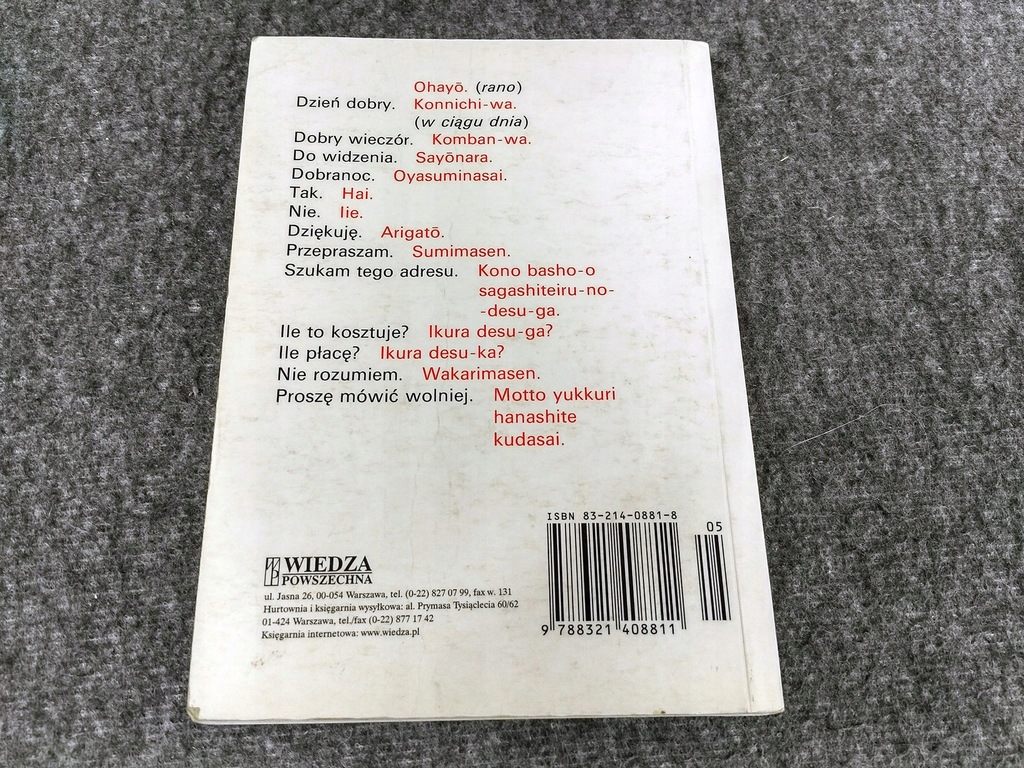 Ohayō. (rano)
Dzień dobry. Konnichi-wa.
(w ciągu dnia)
Dobry wieczór. Komban-wa.
Do widzenia. Sayōnara.
Dobranoc. Oyasuminasai.
Tak. Hai.
Nie. Iie.
Dziękuję. Arigatō.
Przepraszam. Sumimasen.
Szukam tego adresu. Kono basho-o
sagashiteiru-no-
-desu-ga.
Ile to kosztuje? Ikura desu-ga?
Ile płacę? Ikura desu-ka?
Nie rozumiem. Wakarimasen.
Proszę mówić wolniej. Motto yukkuri
hanashite
kudasai.
ISBN 83-214-0881-8
05
9 788321 408811
WIEDZA
POWSZECHNA
ul. Jasna 26, 00-054 Warszawa, tel. (0-22) 827 07 99, fax w. 131
Hurtownia i księgarnia wysyłkowa: al. Prymasa Tysiąclecia 60/62
01-424 Warszawa, tel./fax (0-22) 877 17 42
Księgarnia internetowa: www.wiedza.pl